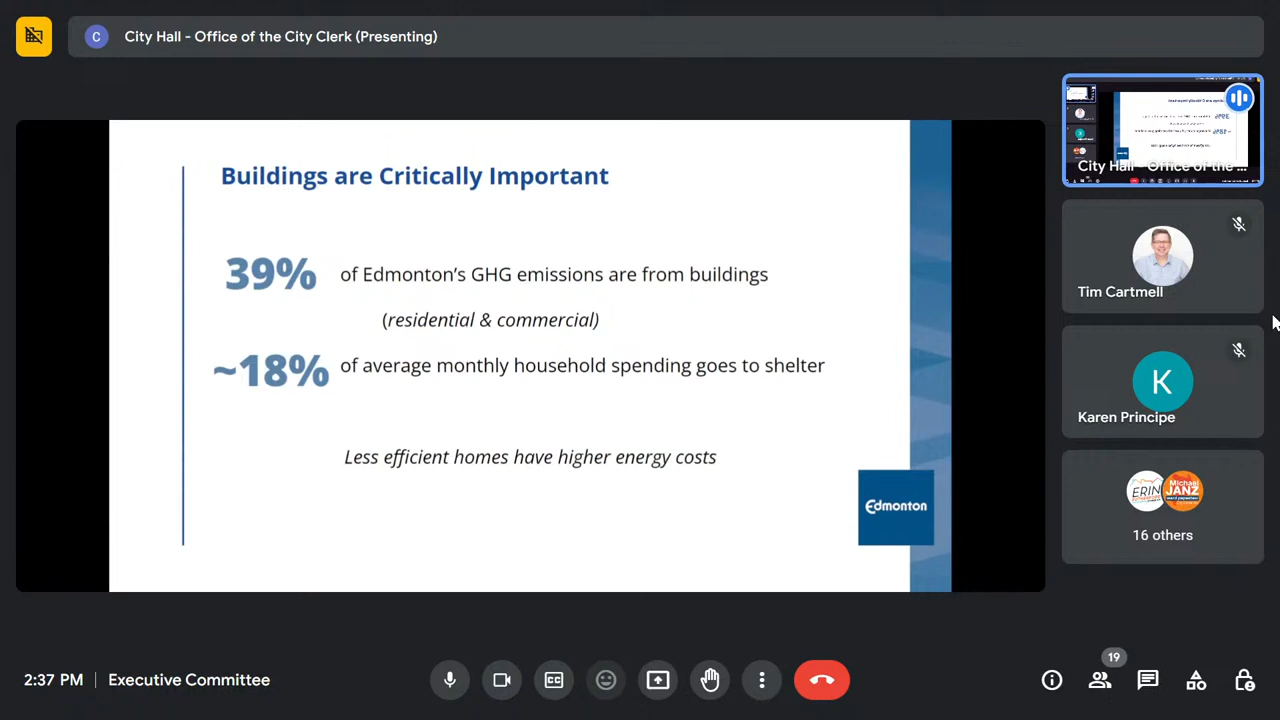 City Hall - Office of the City Clerk (Presenting)
Buildings are Critically Important
39% of Edmonton's GHG emissions are from buildings
(residential & commercial)
~18% of average monthly household spending goes to shelter
Less efficient homes have higher energy costs
Edmonton
City Hall - Office of the ...
Tim Cartmell
K
Karen Principe
ERIN
Michael
JANZ
16 others
2:37 PM | Executive Committee
CC
19
C